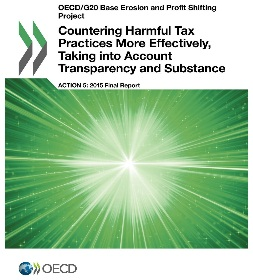 OECD/G20 Base Erosion and Profit Shifting
Project
Countering Harmful Tax
Practices More Effectively,
Taking into Account
Transparency and Substance
ACTION 5: 2015 Final Report
OECD